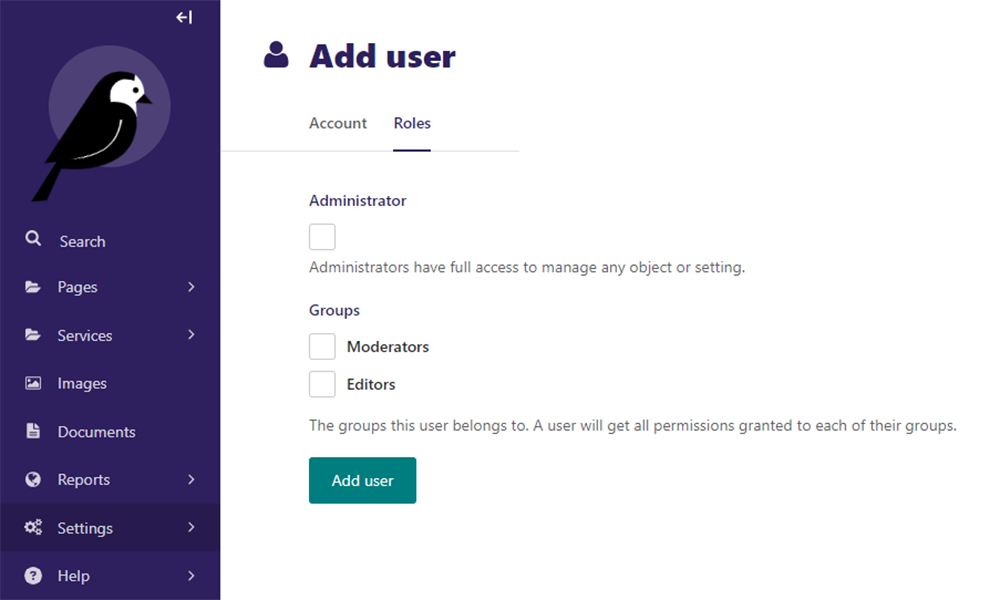 Search
Pages
Services
Images
Documents
Reports
Settings
Help
Add user
Account Roles
Administrator
Administrators have full access to manage any object or setting.
Groups
Moderators
Editors
The groups this user belongs to. A user will get all permissions granted to each of their groups.
Add user